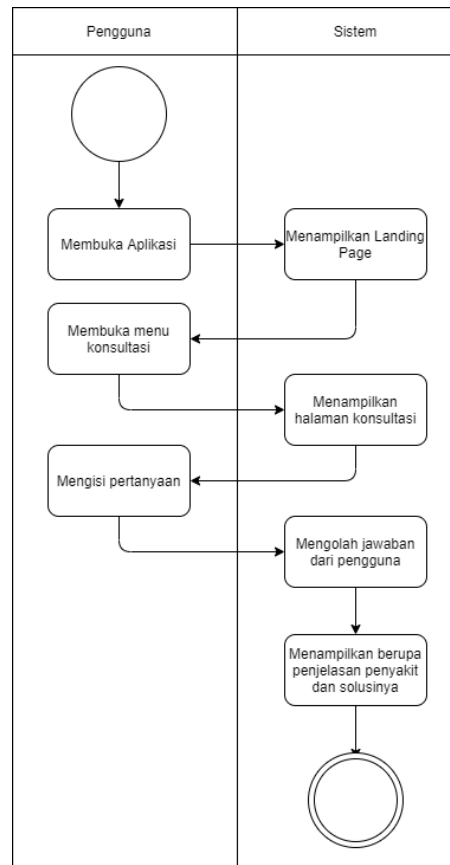 Pengguna
Sistem
Membuka Aplikasi
Menampilkan Landing
Page
Membuka menu
konsultasi
Menampilkan
halaman konsultasi
Mengisi pertanyaan
Mengolah jawaban
dari pengguna
Menampilkan berupa
penjelasan penyakit
dan solusinya